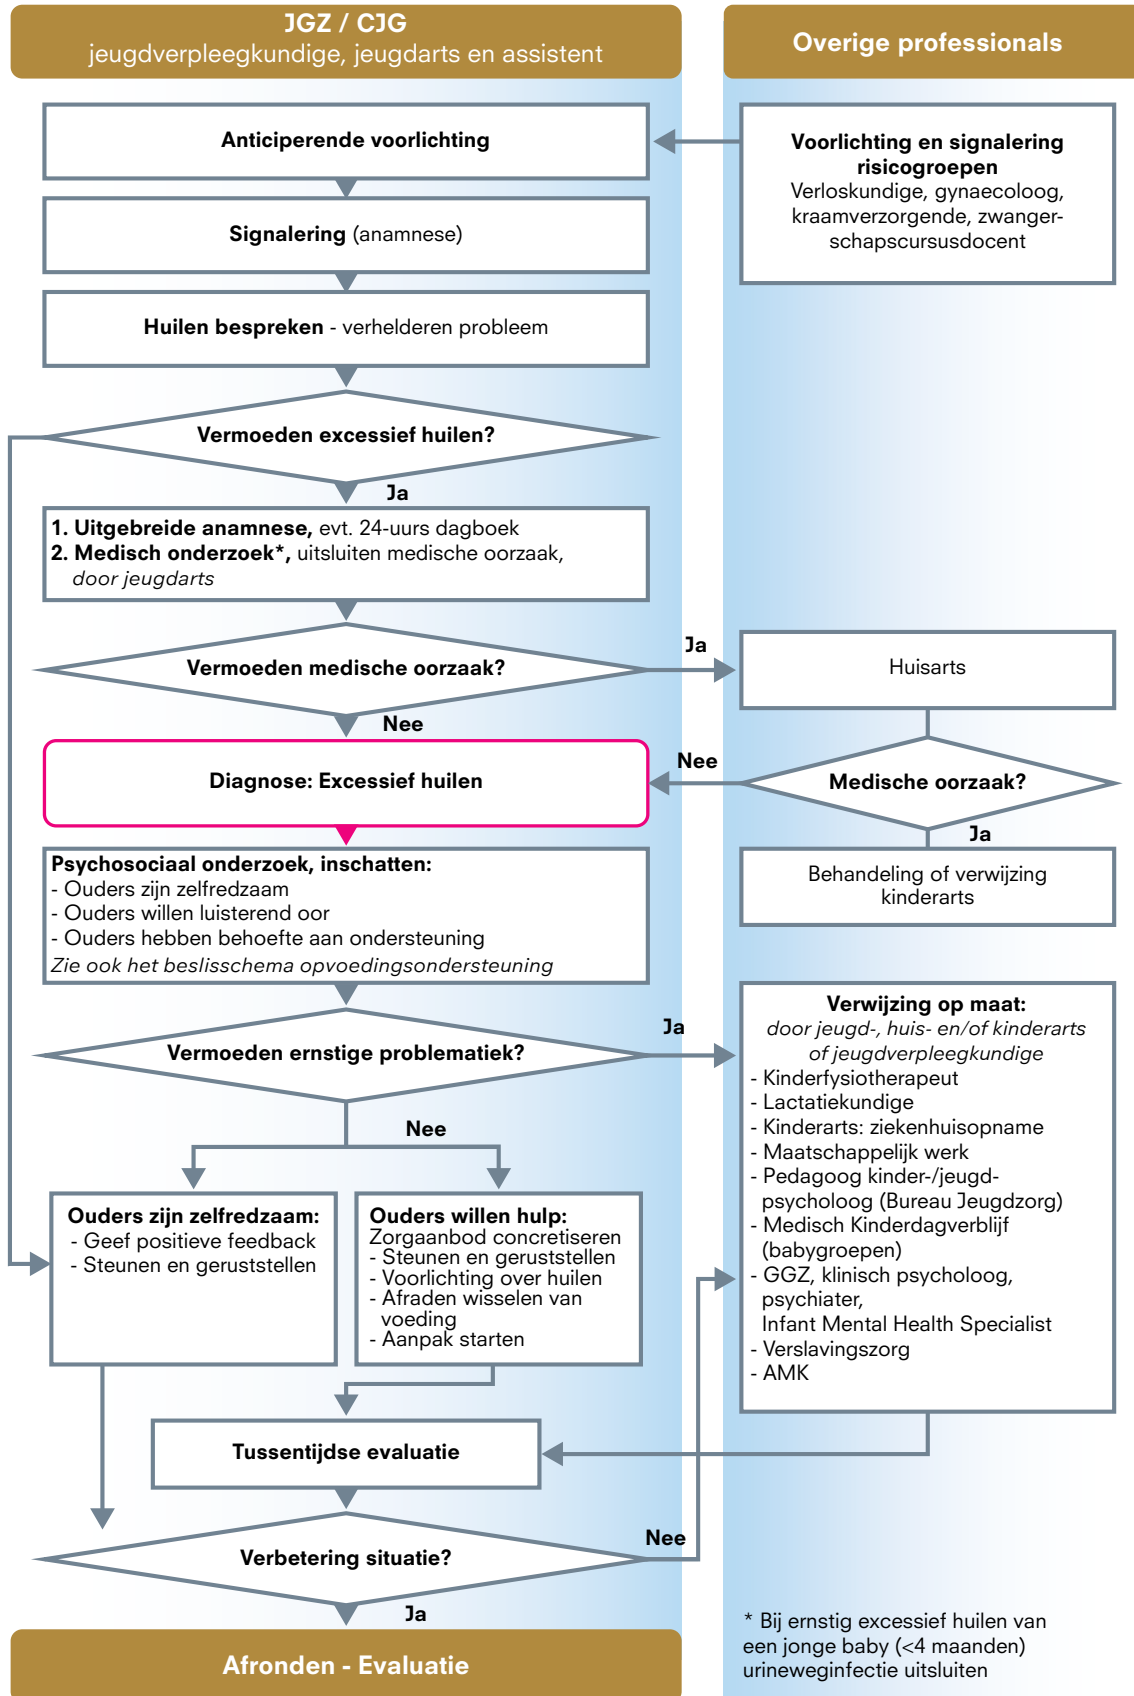 JGZ / CJG
jeugdverpleegkundige, jeugdarts en assistent
Overige professionals
Anticiperende voorlichting
Voorlichting en signalering
risicogroepen
Verloskundige, gynaecoloog,
kraamverzorgende, zwanger-
schapscursusdocent
Signalering (anamnese)
Huilen bespreken - verhelderen probleem
Vermoeden excessief huilen?
Ja
1. Uitgebreide anamnese, evt. 24-uurs dagboek
2. Medisch onderzoek*, uitsluiten medische oorzaak,
door jeugdarts
Vermoeden medische oorzaak?
Ja
Huisarts
Nee
Diagnose: Excessief huilen
Nee
Medische oorzaak?
Ja
Behandeling of verwijzing
kinderarts
Psychosociaal onderzoek, inschatten:
- Ouders zijn zelfredzaam
- Ouders willen luisterend oor
- Ouders hebben behoefte aan ondersteuning
Zie ook het beslisschema opvoedingsondersteuning
Vermoeden ernstige problematiek?
Ja
Verwijzing op maat:
door jeugd-, huis- en/of kinderarts
of jeugdverpleegkundige
- Kinderfysiotherapeut
- Lactatiekundige
- Kinderarts: ziekenhuisopname
- Maatschappelijk werk
- Pedagoog kinder-/jeugd-
psycholoog (Bureau Jeugdzorg)
- Medisch Kinderdagverblijf
(babygroepen)
- GGZ, klinisch psycholoog,
psychiater,
Infant Mental Health Specialist
- Verslavingszorg
- AMK
Nee
Ouders zijn zelfredzaam:
- Geef positieve feedback
- Steunen en geruststellen
Ouders willen hulp:
Zorgaanbod concretiseren
- Steunen en geruststellen
- Voorlichting over huilen
- Afraden wisselen van
voeding
- Aanpak starten
Tussentijdse evaluatie
Verbetering situatie?
Nee
Ja
Afronden - Evaluatie
* Bij ernstig excessief huilen van
een jonge baby (<4 maanden)
urineweginfectie uitsluiten